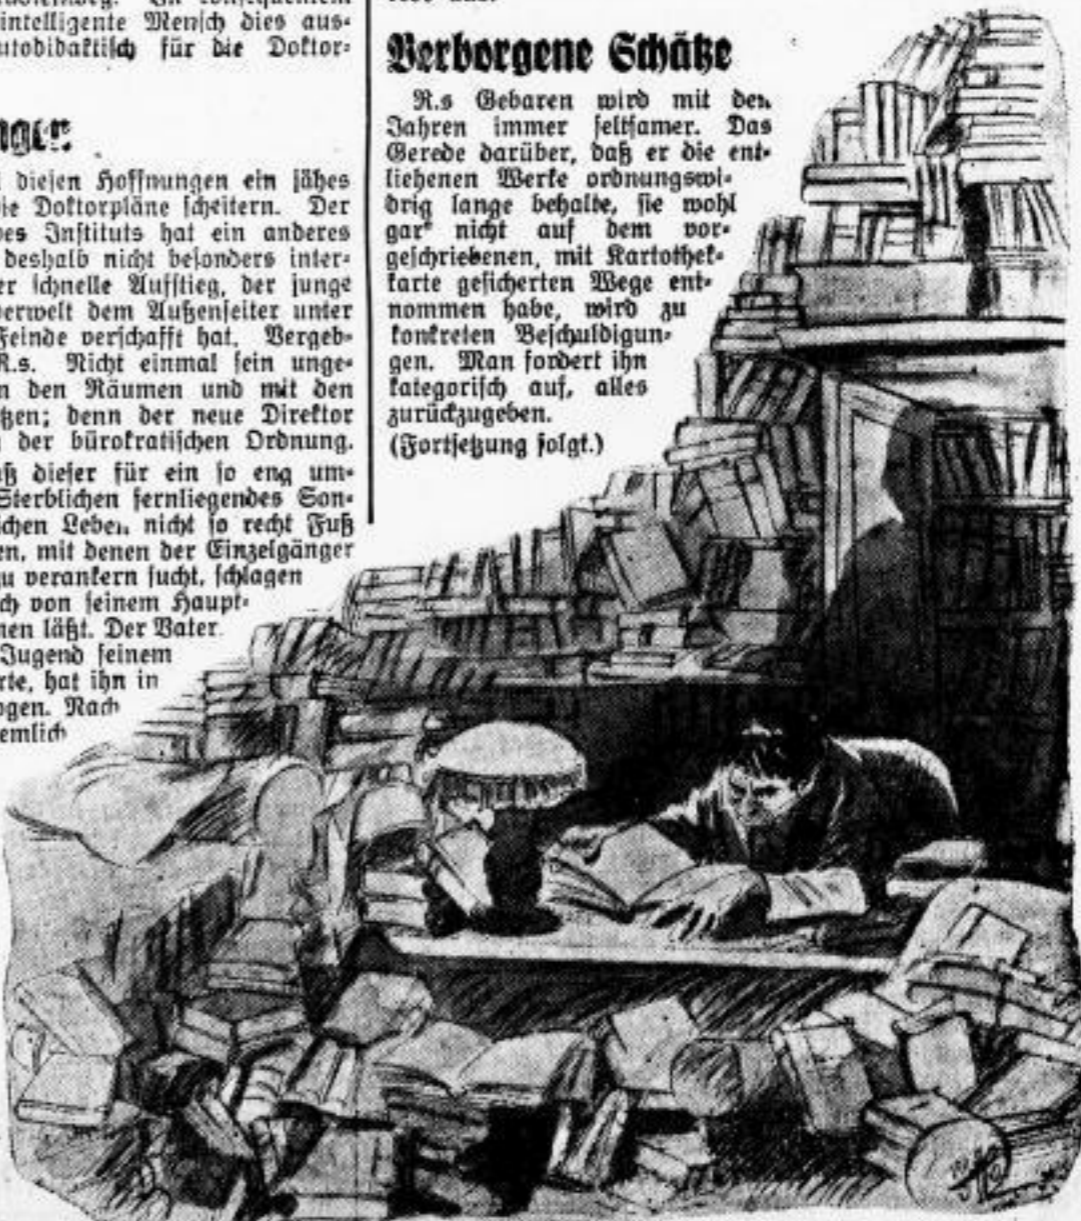 intelligente Mensch dies aus-
utodidaktisch für die Doktor-
diesen Hoffnungen ein jähes
ie Doktorpläne scheitern. Der
des Instituts hat ein anderes
deshalb nicht besonders inter-
er schnelle Aufstieg, der junge
erwelt dem Außenseiter unter
Feinde verschafft hat. Vergeb-
R.s. Nicht einmal sein unge-
n den Räumen und mit den
tzen; denn der neue Direktor
der bürokratischen Ordnung.
aß dieser für ein so eng um-
Sterblichen fernliegendes Son-
ichen Leben nicht so recht Fuß
en, mit denen der Einzelgänger
zu verankern sucht, schlagen
ch von seinem Haupt-
nen läßt. Der Vater
Jugend seinem
rte, hat ihn in
ogen. Nach
emlich
Verborgene Schätze
R.s Gebaren wird mit den
Jahren immer seltsamer. Das
Gerede darüber, daß er die ent-
liehenen Werke ordnungswi-
drig lange behalte, sie wohl
gar nicht auf dem vor-
geschriebenen, mit Kartothek-
karte gesicherten Wege ent-
nommen habe, wird zu
konkreten Beschuldigun-
gen. Man fordert ihn
kategorisch auf, alles
zurückzugeben.
(Fortsetzung folgt.)